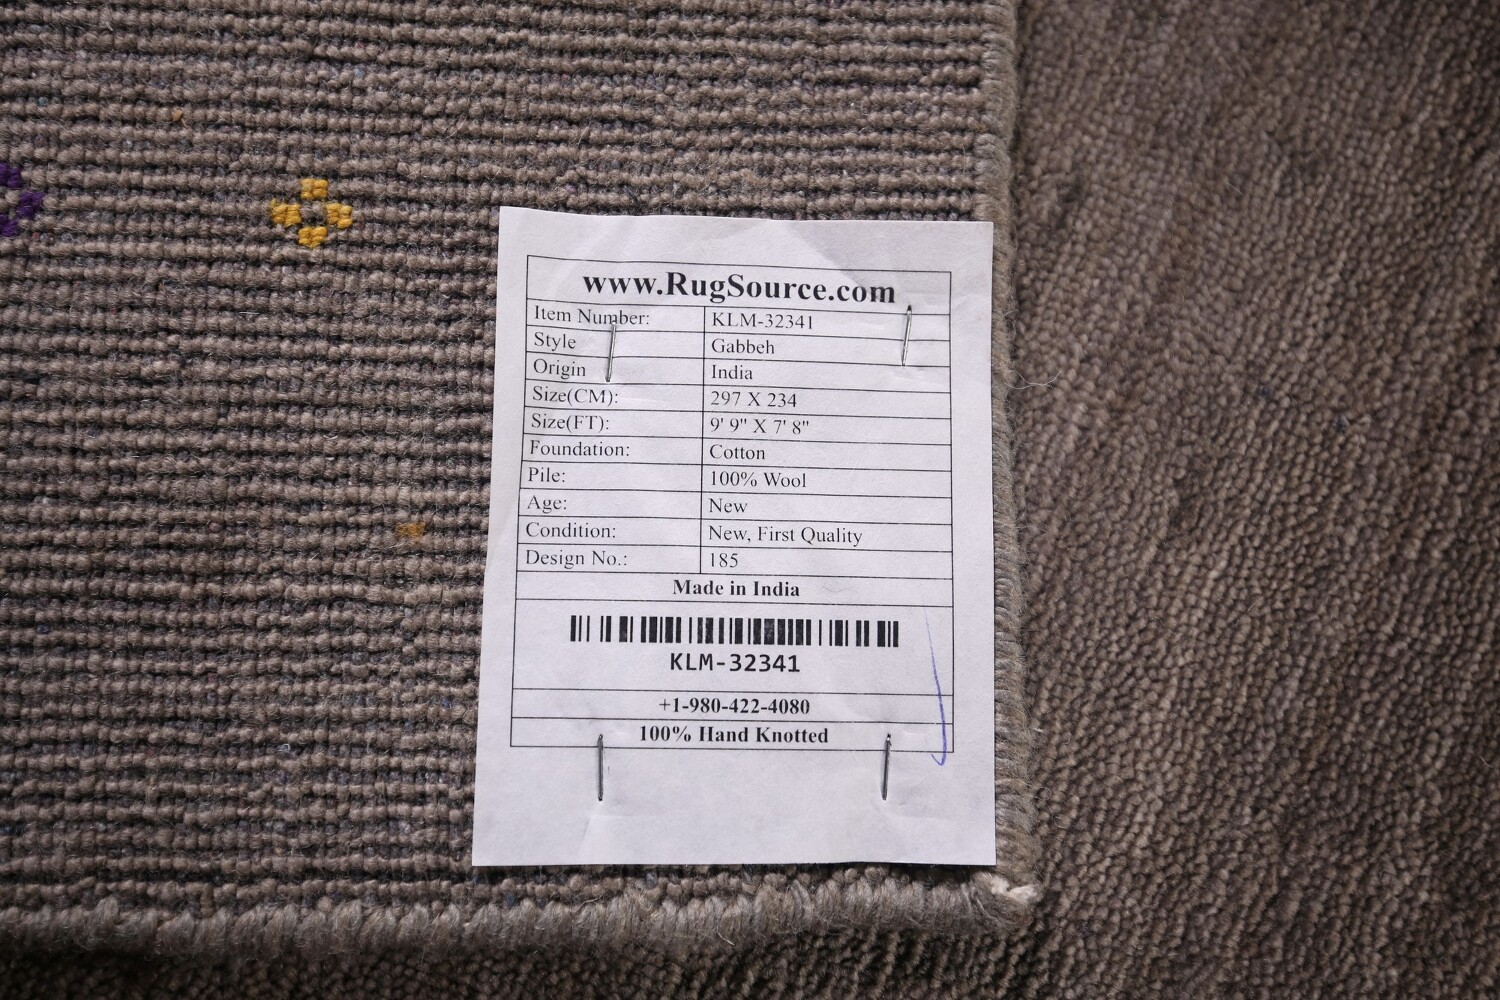 www.RugSource.com
Item Number: KLM-32341
Style Gabbeh
Origin India
Size(CM): 297 X 234
Size(FT): 9' 9" X 7' 8"
Foundation: Cotton
Pile: 100% Wool
Age: New
Condition: New, First Quality
Design No.: 185
Made in India
KLM-32341
+1-980-422-4080
100% Hand Knotted